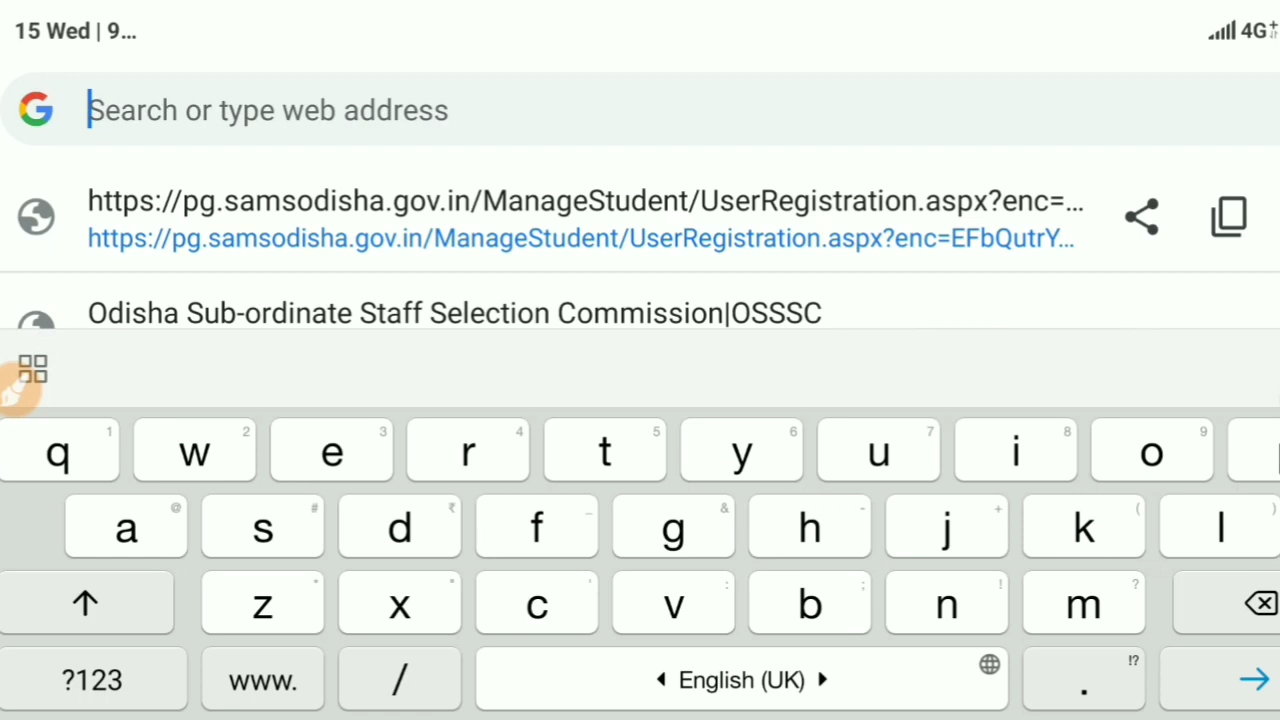 15 Wed | 9...
4G+
Search or type web address
https://pg.samsodisha.gov.in/ManageStudent/UserRegistration.aspx?enc=...
https://pg.samsodisha.gov.in/ManageStudent/UserRegistration.aspx?enc=EFbQutrY...
Odisha Sub-ordinate Staff Selection Commission|OSSSC
q 1 w 2 e 3 r 4 t 5 y 6 u 7 i 8 o 9
a @ s # d ₹ f _ g & h - j + k ( l )
z x c ' v : b ; n ! m ?
?123 www. / English (UK) . !?